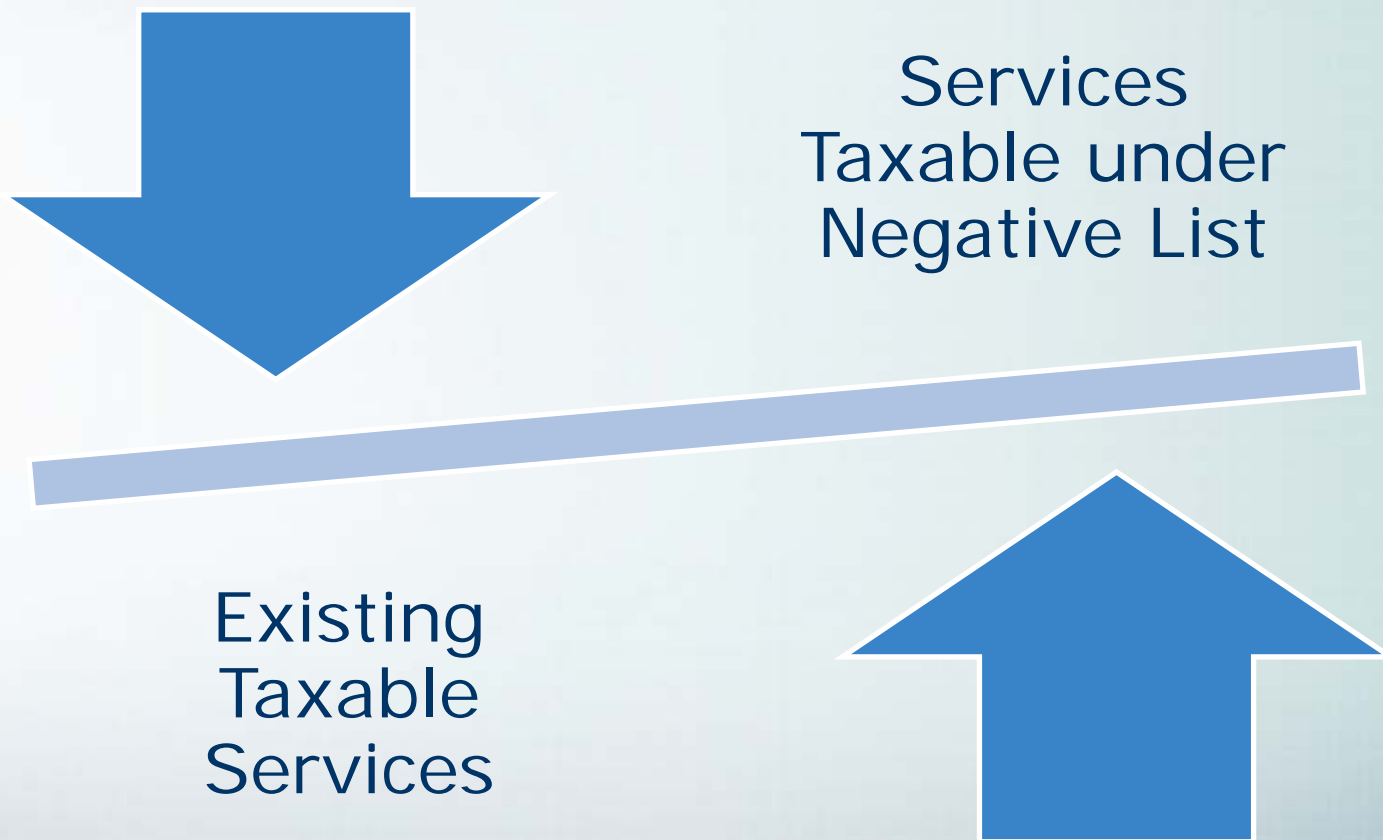 Services
Taxable under
Negative List
Existing
Taxable
Services